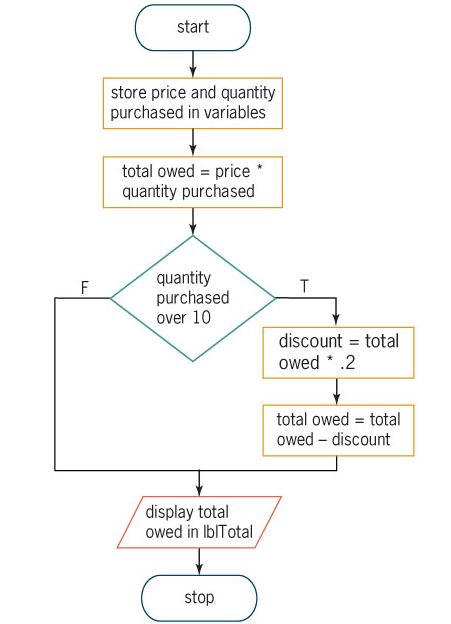 start
store price and quantity
purchased in variables
total owed = price *
quantity purchased
F
quantity
purchased
over 10
T
discount = total
owed * .2
total owed = total
owed – discount
display total
owed in lblTotal
stop